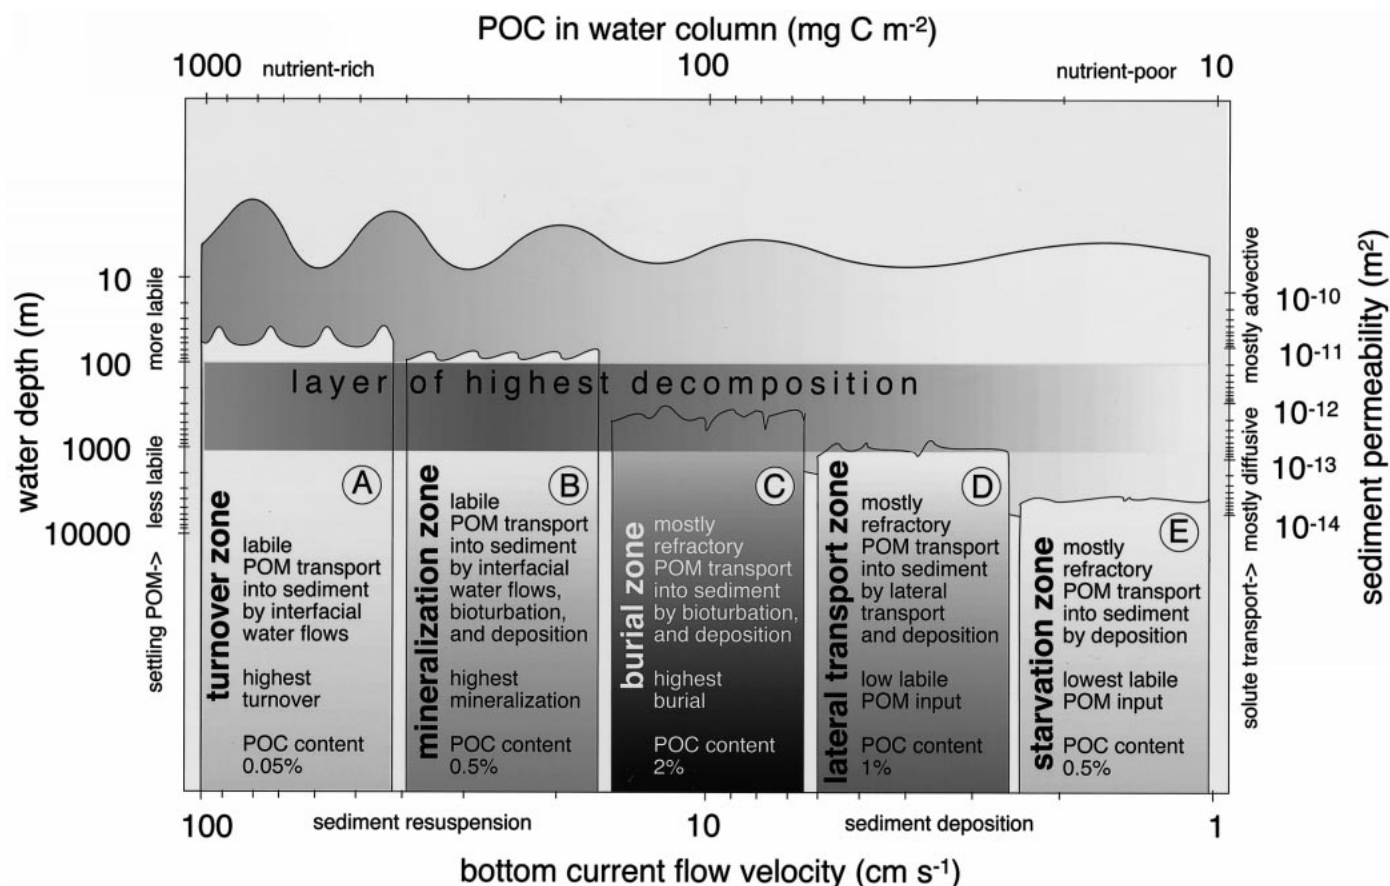 POC in water column (mg C m-2)
1000 nutrient-rich 100 nutrient-poor 10
water depth (m)
10
100
1000
10000
settling POM-> less labile more labile
layer of highest decomposition
A
turnover zone
labile
POM transport
into sediment
by interfacial
water flows
highest
turnover
POC content
0.05%
B
mineralization zone
labile
POM transport
into sediment
by interfacial
water flows,
bioturbation,
and deposition
highest
mineralization
POC content
0.5%
C
burial zone
mostly
refractory
POM transport
into sediment
by bioturbation,
and deposition
highest
burial
POC content
2%
D
lateral transport zone
mostly
refractory
POM transport
into sediment
by lateral
transport
and deposition
low labile
POM input
POC content
1%
E
starvation zone
mostly
refractory
POM transport
into sediment
by deposition
lowest labile
POM input
POC content
0.5%
solute transport-> mostly diffusive mostly advective
10-10
10-11
10-12
10-13
10-14
sediment permeability (m2)
100 sediment resuspension 10 sediment deposition 1
bottom current flow velocity (cm s-1)